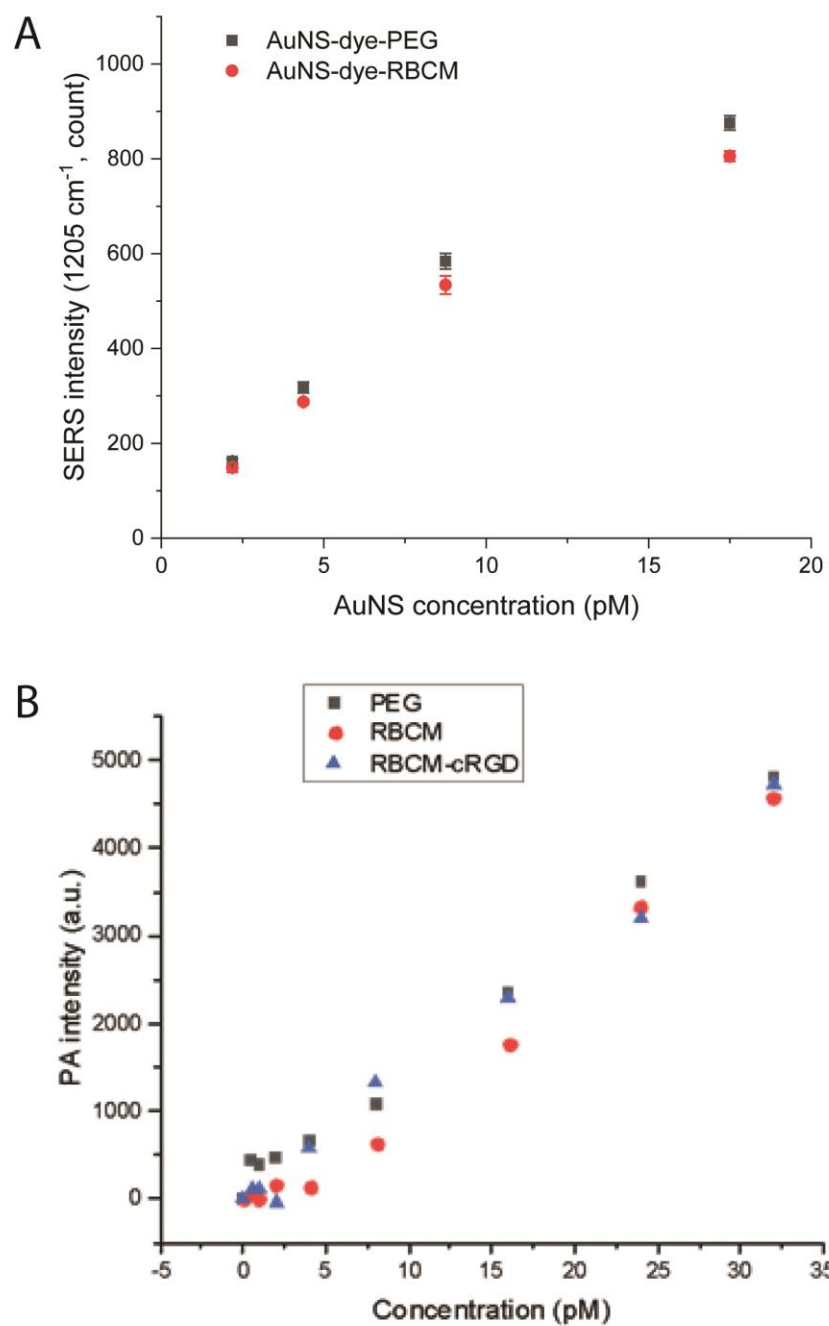 A
AuNS-dye-PEG
AuNS-dye-RBCM
1000
800
600
400
200
0
SERS intensity (1205 cm⁻¹, count)
0 5 10 15 20
AuNS concentration (pM)
B
PEG
RBCM
RBCM-cRGD
5000
4000
3000
2000
1000
0
PA intensity (a.u.)
-5 0 5 10 15 20 25 30 35
Concentration (pM)